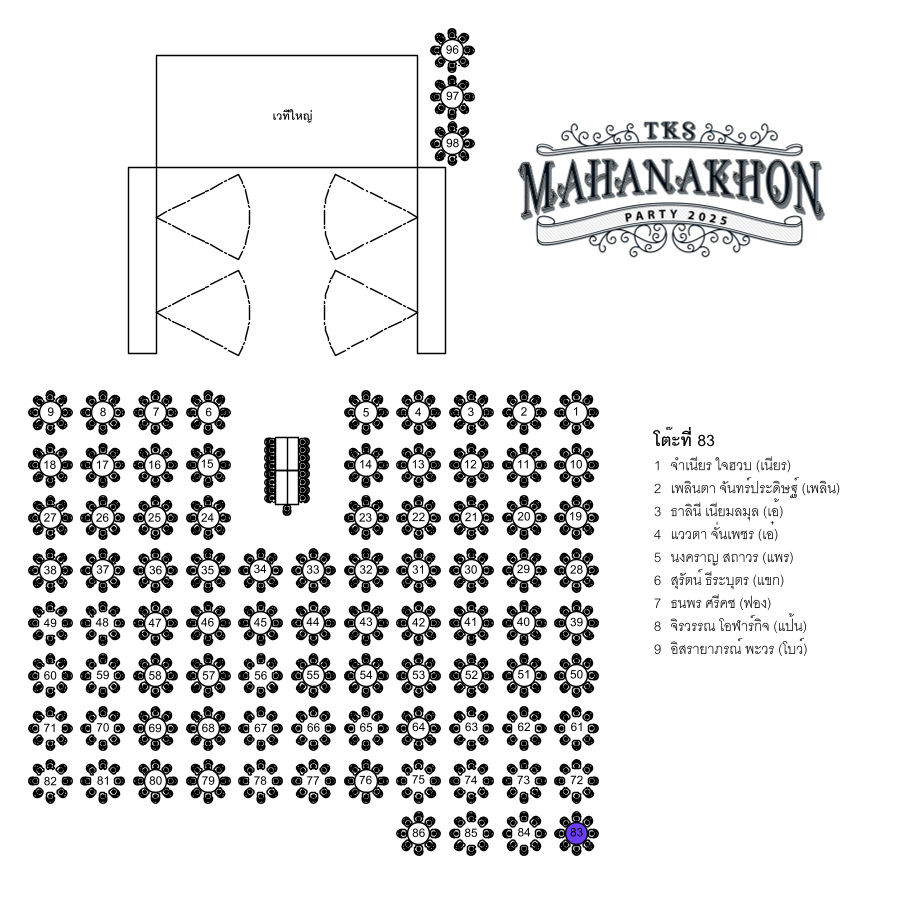 96
97
98
เวทีใหญ่
TKS
MAHANAKHON
PARTY 2025
9 8 7 6 5 4 3 2 1
18 17 16 15 14 13 12 11 10
27 26 25 24 23 22 21 20 19
38 37 36 35 34 33 32 31 30 29 28
49 48 47 46 45 44 43 42 41 40 39
60 59 58 57 56 55 54 53 52 51 50
71 70 69 68 67 66 65 64 63 62 61
82 81 80 79 78 77 76 75 74 73 72
86 85 84 83
โต๊ะที่ 83
1 จำเนียร ใจฮวบ (เนียร)
2 เพลินตา จันทร์ประดิษฐ์ (เพลิน)
3 ธาลินี เนียมลมุล (เอ้)
4 แววตา จั่นเพชร (เอ๋)
5 นงคราญ สถาวร (แพร)
6 สุรัตน์ ธีระบุตร (แขก)
7 ธนพร ศรีคช (ฟอง)
8 จิรวรรณ โอฬาร์กิจ (แป้น)
9 อิสรายาภรณ์ พะวร (โบว์)